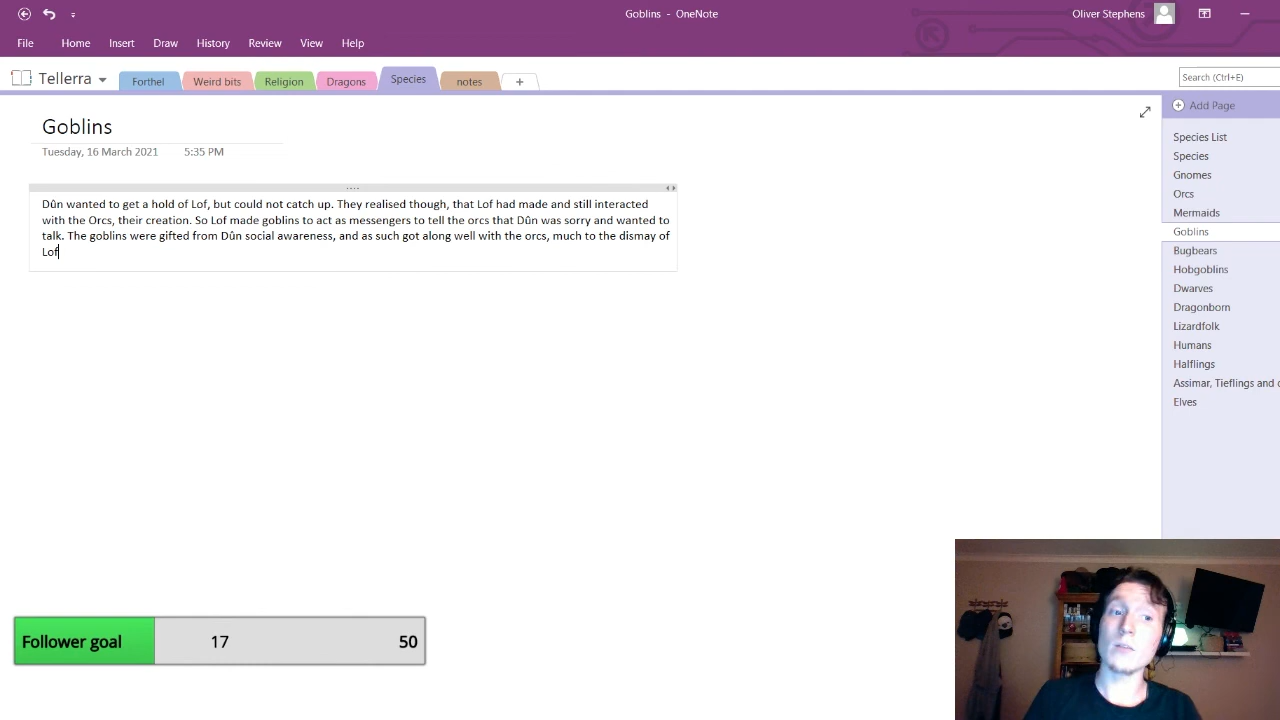 Goblins - OneNote
Oliver Stephens
File Home Insert Draw History Review View Help
Tellerra Forthel Weird bits Religion Dragons Species notes +
Search (Ctrl+E)
Goblins
Tuesday, 16 March 2021 5:35 PM
Dûn wanted to get a hold of Lof, but could not catch up. They realised though, that Lof had made and still interacted
with the Orcs, their creation. So Lof made goblins to act as messengers to tell the orcs that Dûn was sorry and wanted to
talk. The goblins were gifted from Dûn social awareness, and as such got along well with the orcs, much to the dismay of
Lof
Add Page
Species List
Species
Gnomes
Orcs
Mermaids
Goblins
Bugbears
Hobgoblins
Dwarves
Dragonborn
Lizardfolk
Humans
Halflings
Assimar, Tieflings and
Elves
Follower goal 17 50